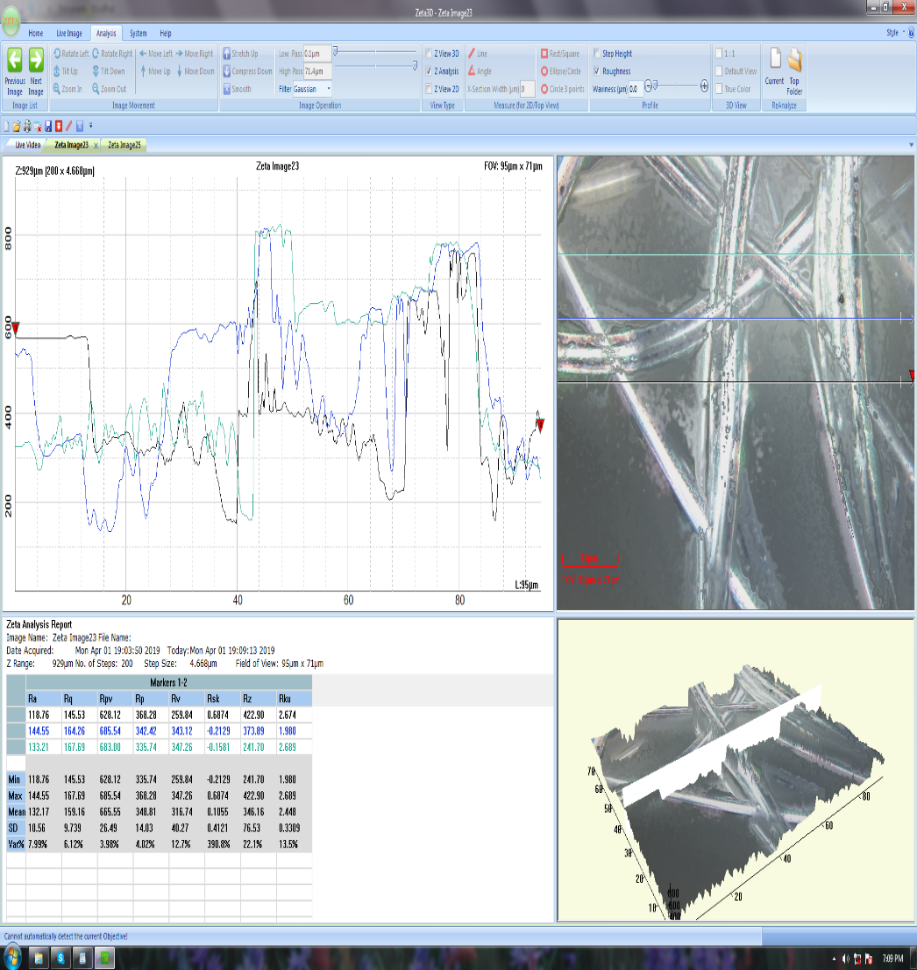 Zeta3D - Zeta Image23
ZETA
Home Live Image Analysis System Help Style
Previous Image
Next Image
Image List
Rotate Left Rotate Right Move Left Move Right
Tilt Up Tilt Down Move Up Move Down
Zoom In Zoom Out
Image Movement
Stretch Up Low Pass 0.1µm
Compress Down High Pass 71.4µm
Smooth Filter Gaussian
Image Operation
Z View 3D
Z Analysis
Z View 2D
View Type
Line Rect/Square
Angle Ellipse/Circle
X-Section Width (µm) 0 Circle 3 points
Measure (for 2D/Top View)
Step Height
Roughness
Waviness (µm) 0.0
Profile
1:1
Default View
True Color
3D View
Current
Top Folder
ReAnalyze
Live Video Zeta Image23 x Zeta Image25
Z:929µm [200 x 4.668µm] Zeta Image23 FOV: 95µm x 71µm
800
600
400
200
L:95µm
20 40 60 80
Zeta Analysis Report
Image Name: Zeta Image23 File Name:
Date Acquired: Mon Apr 01 19:03:50 2019 Today:Mon Apr 01 19:09:13 2019
Z Range: 929µm No. of Steps: 200 Step Size: 4.668µm Field of View: 95µm x 71µm
Markers 1-2
Ra Rq Rpv Rp Rv Rsk Rz Rku
118.76 145.53 628.12 368.28 259.84 0.6874 422.90 2.674
144.55 164.26 685.54 342.42 343.12 -0.2129 373.89 1.980
133.21 167.69 683.00 335.74 347.26 -0.1581 241.70 2.689
Min 118.76 145.53 628.12 335.74 259.84 -0.2129 241.70 1.980
Max 144.55 167.69 685.54 368.28 347.26 0.6874 422.90 2.689
Mean 132.17 159.16 665.55 348.81 316.74 0.1055 346.16 2.448
SD 10.56 9.739 26.49 14.03 40.27 0.4121 76.53 0.3309
Var% 7.99% 6.12% 3.98% 4.02% 12.7% 390.8% 22.1% 13.5%
70
60
50
40
30
20
10
80
60
40
20
Cannot automatically detect the current Objective!
7:09 PM